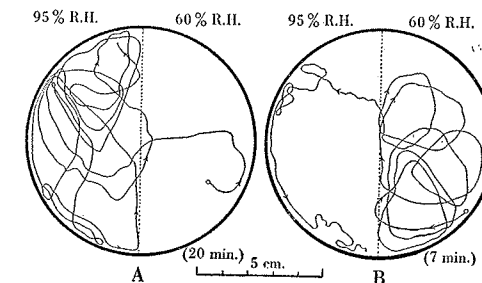 95 % R.H. 60 % R.H. 95 % R.H. 60 % R.H.
(20 min.) 5 cm. (7 min.)
A B